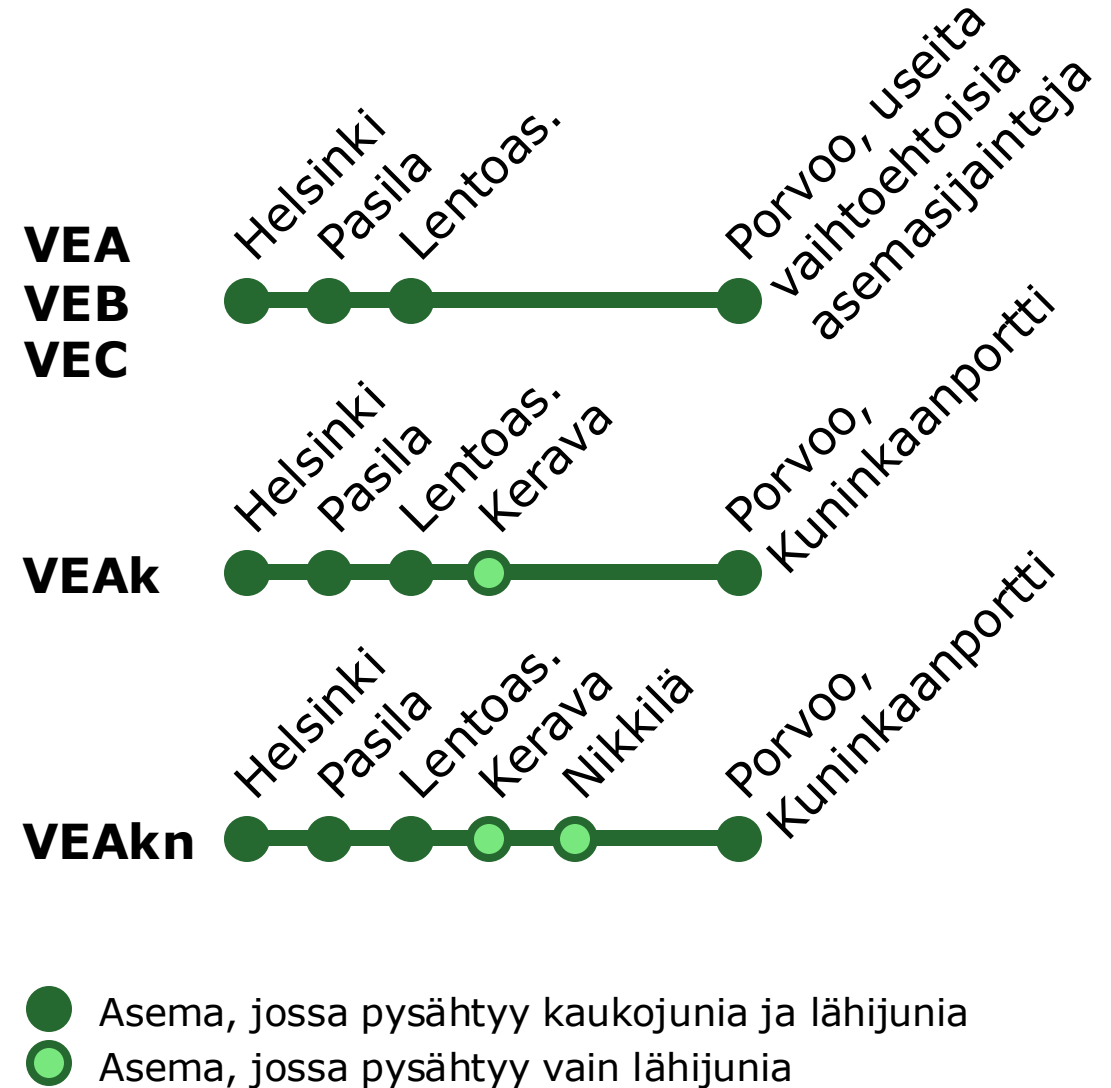 Helsinki
Pasila
Lentoas.
Porvoo, useita
vaihtoehtoisia
asemasijainteja
VEA
VEB
VEC
Helsinki
Pasila
Lentoas.
Kerava
Porvoo,
Kuninkaanportti
VEAk
Helsinki
Pasila
Lentoas.
Kerava
Nikkilä
Porvoo,
Kuninkaanportti
VEAkn
Asema, jossa pysähtyy kaukojunia ja lähijunia
Asema, jossa pysähtyy vain lähijunia